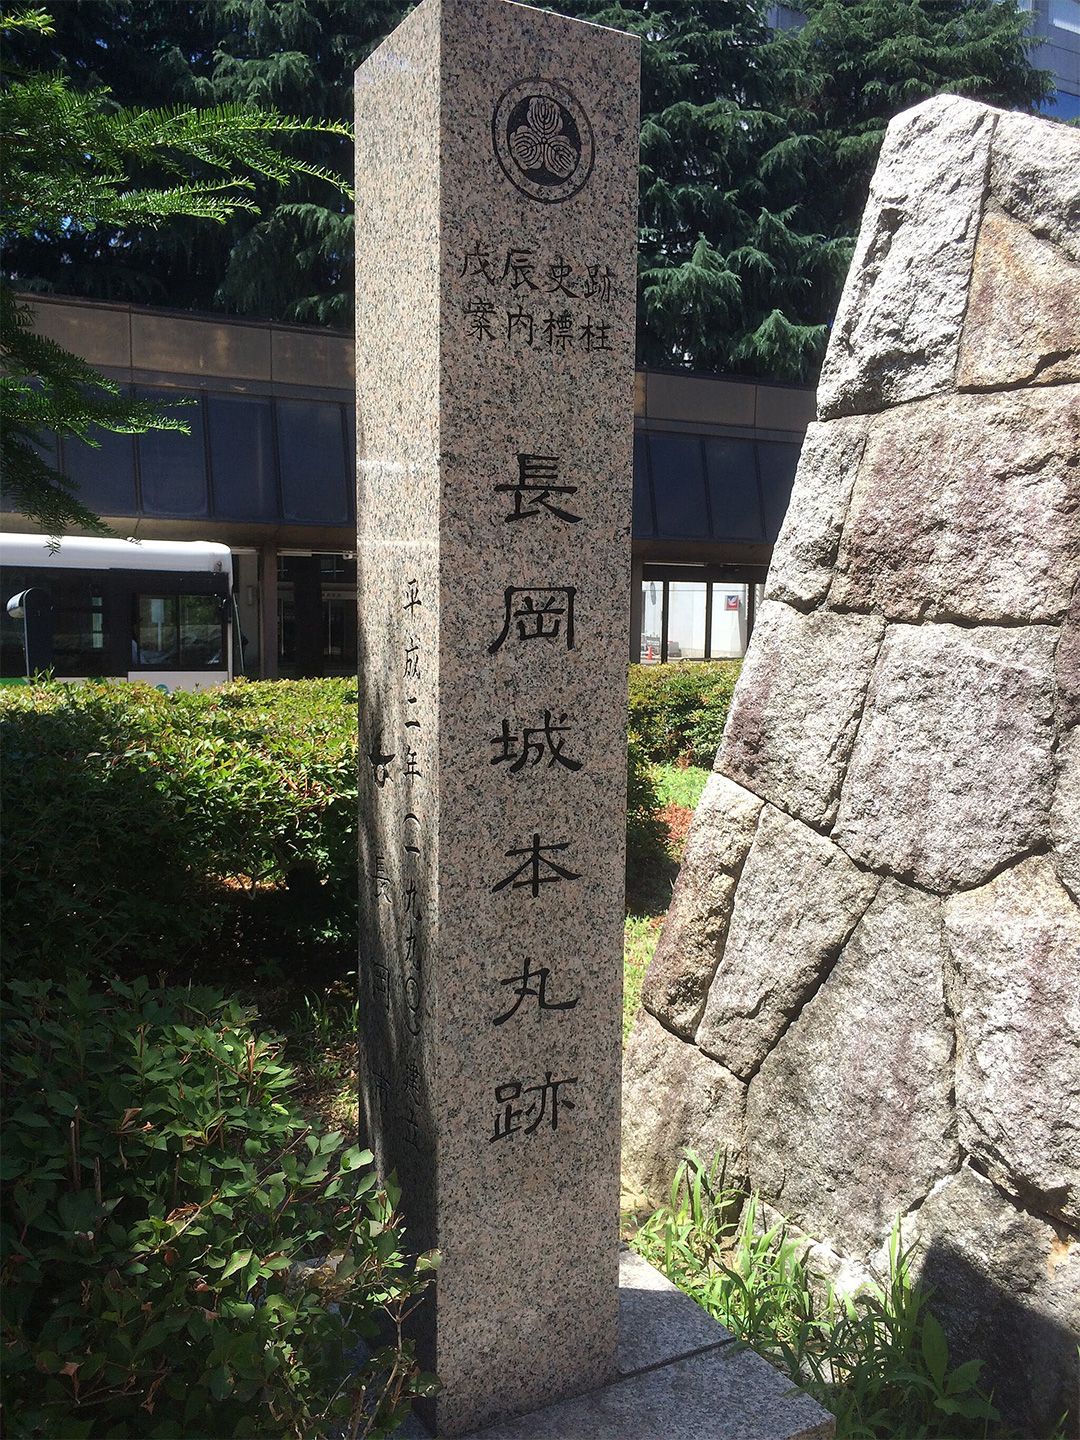 戊辰史跡
案内標柱
長岡城本丸跡
平成二年(一九九〇)建立
長岡市